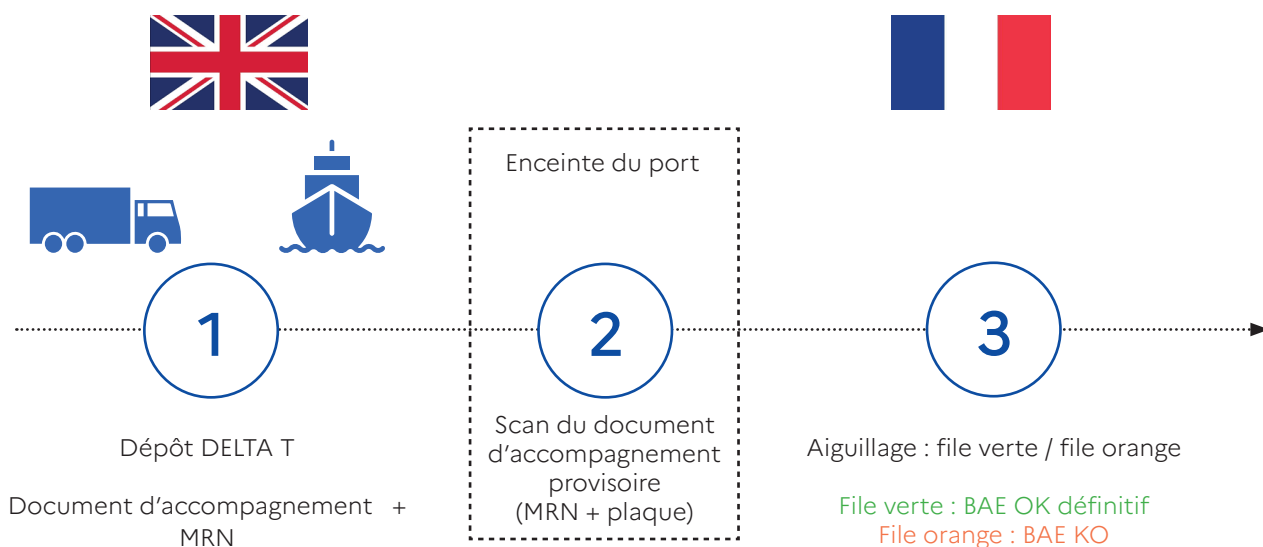 Enceinte du port
1
2
3
Dépôt DELTA T
Document d'accompagnement +
MRN
Scan du document
d'accompagnement
provisoire
(MRN + plaque)
Aiguillage : file verte / file orange
File verte : BAE OK définitif
File orange : BAE KO